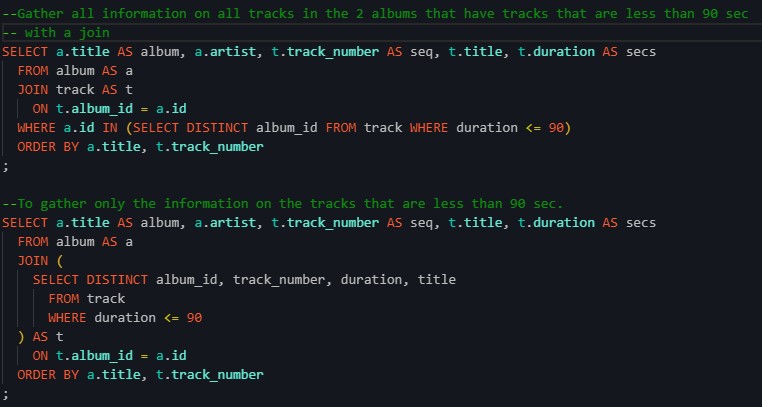 --Gather all information on all tracks in the 2 albums that have tracks that are less than 90 sec
-- with a join
SELECT a.title AS album, a.artist, t.track_number AS seq, t.title, t.duration AS secs
FROM album AS a
JOIN track AS t
ON t.album_id = a.id
WHERE a.id IN (SELECT DISTINCT album_id FROM track WHERE duration <= 90)
ORDER BY a.title, t.track_number
;
--To gather only the information on the tracks that are less than 90 sec.
SELECT a.title AS album, a.artist, t.track_number AS seq, t.title, t.duration AS secs
FROM album AS a
JOIN (
SELECT DISTINCT album_id, track_number, duration, title
FROM track
WHERE duration <= 90
) AS t
ON t.album_id = a.id
ORDER BY a.title, t.track_number
;